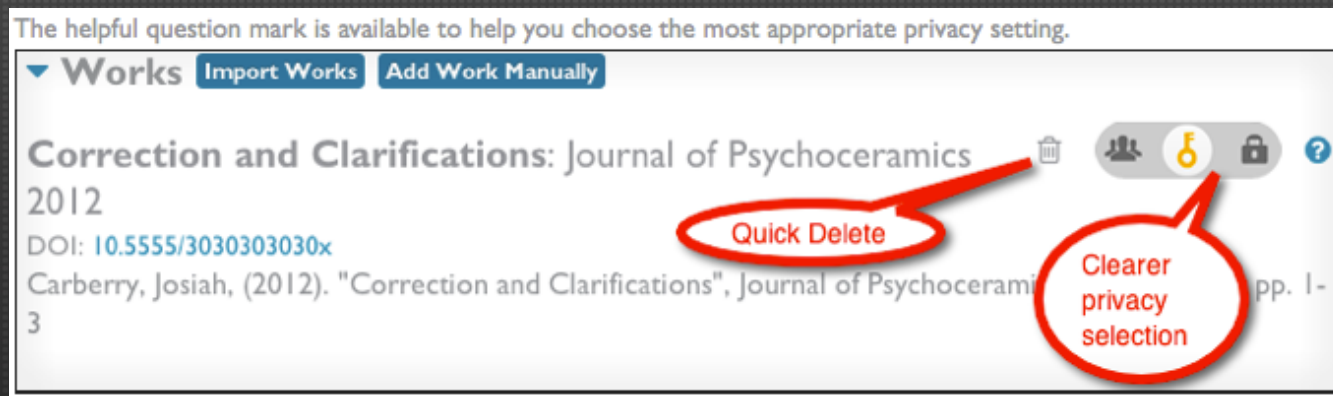 The helpful question mark is available to help you choose the most appropriate privacy setting.
Works Import Works Add Work Manually
Correction and Clarifications: Journal of Psychoceramics
2012
DOI: 10.5555/3030303030x
Quick Delete
Carberry, Josiah, (2012). "Correction and Clarifications", Journal of pp. 1-
3
Clearer
privacy
selection
?